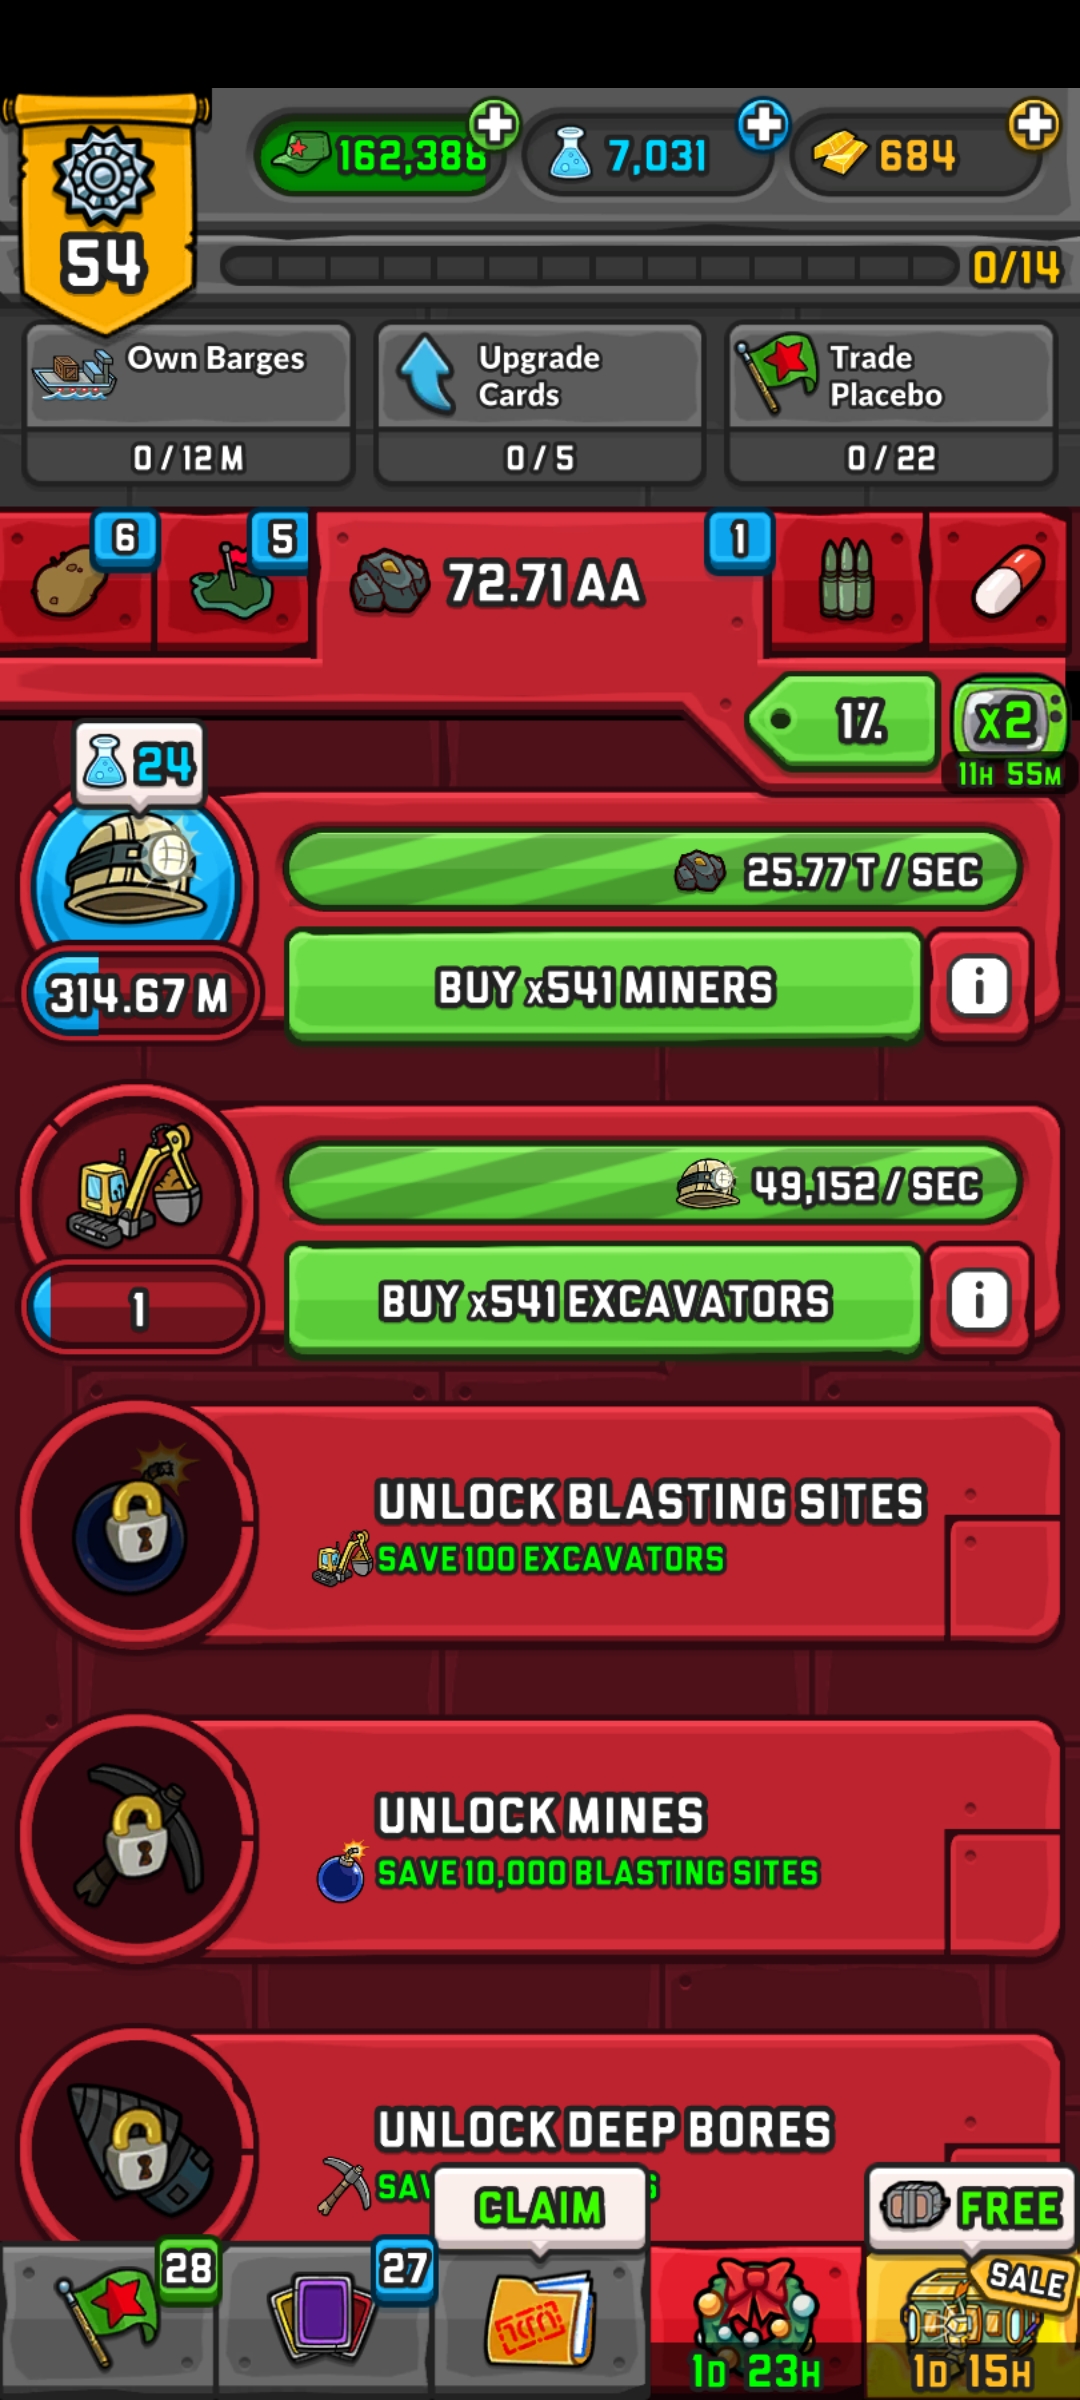 54
162,388
7,031
684
0/14
Own Barges
0 / 12 M
Upgrade
Cards
0 / 5
Trade
Placebo
0 / 22
6
5
72.71 AA
1
1%
x2
11H 55M
24
25.77 T / SEC
314.67 M
BUY x541 MINERS
i
49,152 / SEC
1
BUY x541 EXCAVATORS
i
UNLOCK BLASTING SITES
SAVE 100 EXCAVATORS
UNLOCK MINES
SAVE 10,000 BLASTING SITES
UNLOCK DEEP BORES
CLAIM
FREE
28
27
SALE
1D 23H
1D 15H